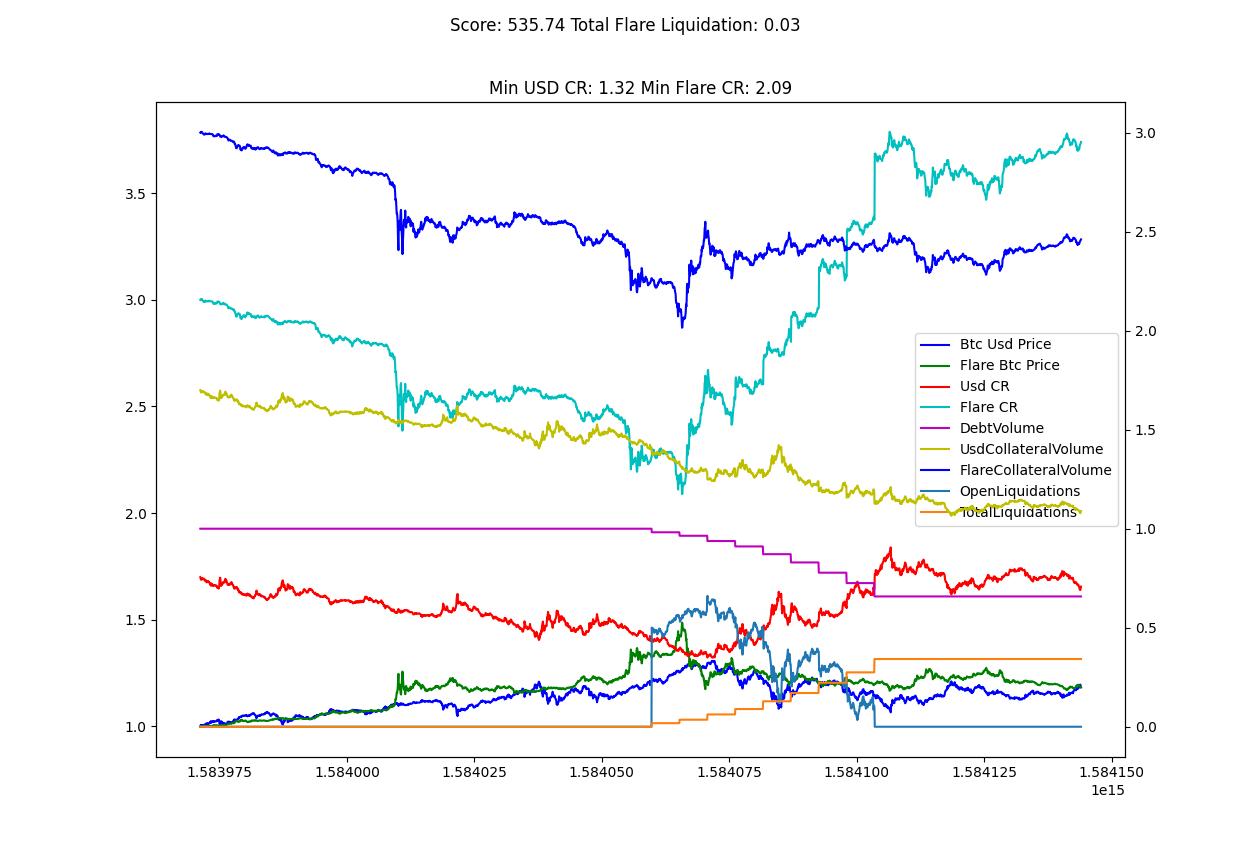 Score: 535.74 Total Flare Liquidation: 0.03
Min USD CR: 1.32 Min Flare CR: 2.09
3.5
3.0
2.5
2.0
1.5
1.0
3.0
2.5
2.0
1.5
1.0
0.5
0.0
Btc Usd Price
Flare Btc Price
Usd CR
Flare CR
DebtVolume
UsdCollateralVolume
FlareCollateralVolume
OpenLiquidations
TotalLiquidations
1.583975 1.584000 1.584025 1.584050 1.584075 1.584100 1.584125 1.584150
1e15